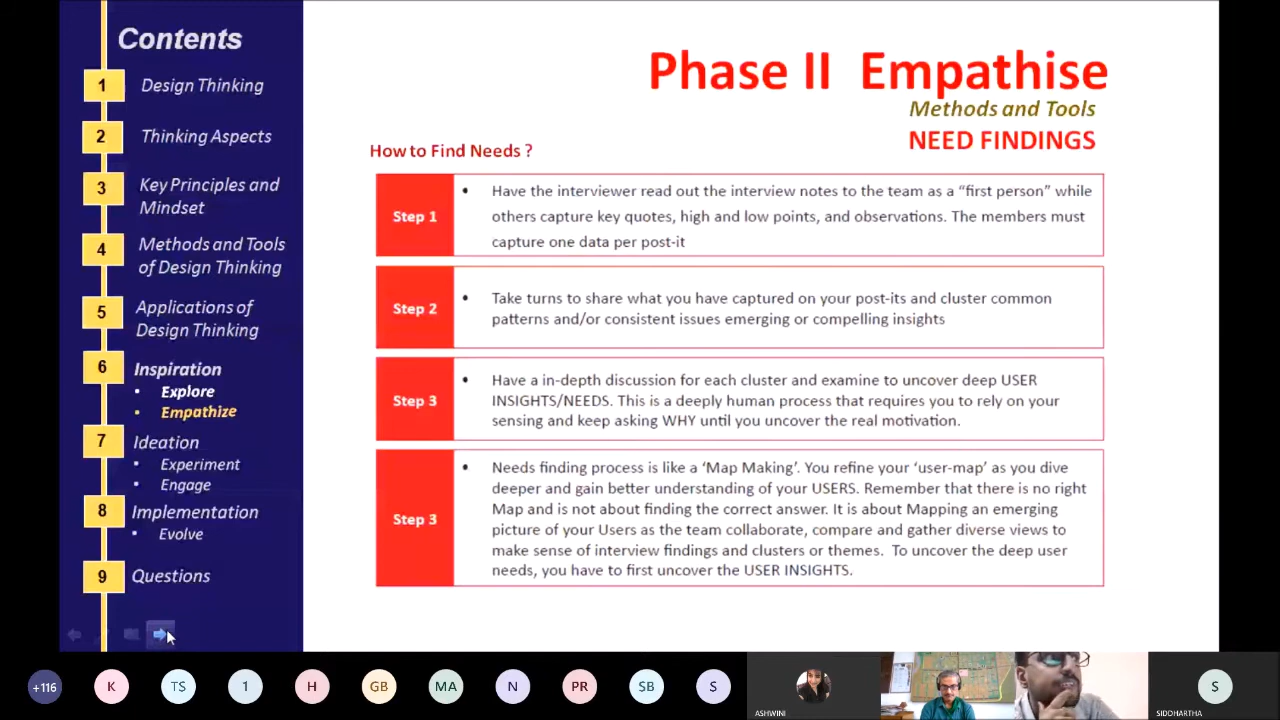 Contents
1 Design Thinking
2 Thinking Aspects
3 Key Principles and
Mindset
4 Methods and Tools
of Design Thinking
5 Applications of
Design Thinking
6 Inspiration
• Explore
• Empathize
7 Ideation
• Experiment
• Engage
8 Implementation
• Evolve
9 Questions
Phase II Empathise
Methods and Tools
NEED FINDINGS
How to Find Needs ?
Step 1
• Have the interviewer read out the interview notes to the team as a “first person” while
others capture key quotes, high and low points, and observations. The members must
capture one data per post-it
Step 2
• Take turns to share what you have captured on your post-its and cluster common
patterns and/or consistent issues emerging or compelling insights
Step 3
• Have a in-depth discussion for each cluster and examine to uncover deep USER
INSIGHTS/NEEDS. This is a deeply human process that requires you to rely on your
sensing and keep asking WHY until you uncover the real motivation.
Step 3
• Needs finding process is like a ‘Map Making’. You refine your ‘user-map’ as you dive
deeper and gain better understanding of your USERS. Remember that there is no right
Map and is not about finding the correct answer. It is about Mapping an emerging
picture of your Users as the team collaborate, compare and gather diverse views to
make sense of interview findings and clusters or themes. To uncover the deep user
needs, you have to first uncover the USER INSIGHTS.
+116 K TS 1 H GB MA N PR SB S S
ASHWINI SIDDHARTHA